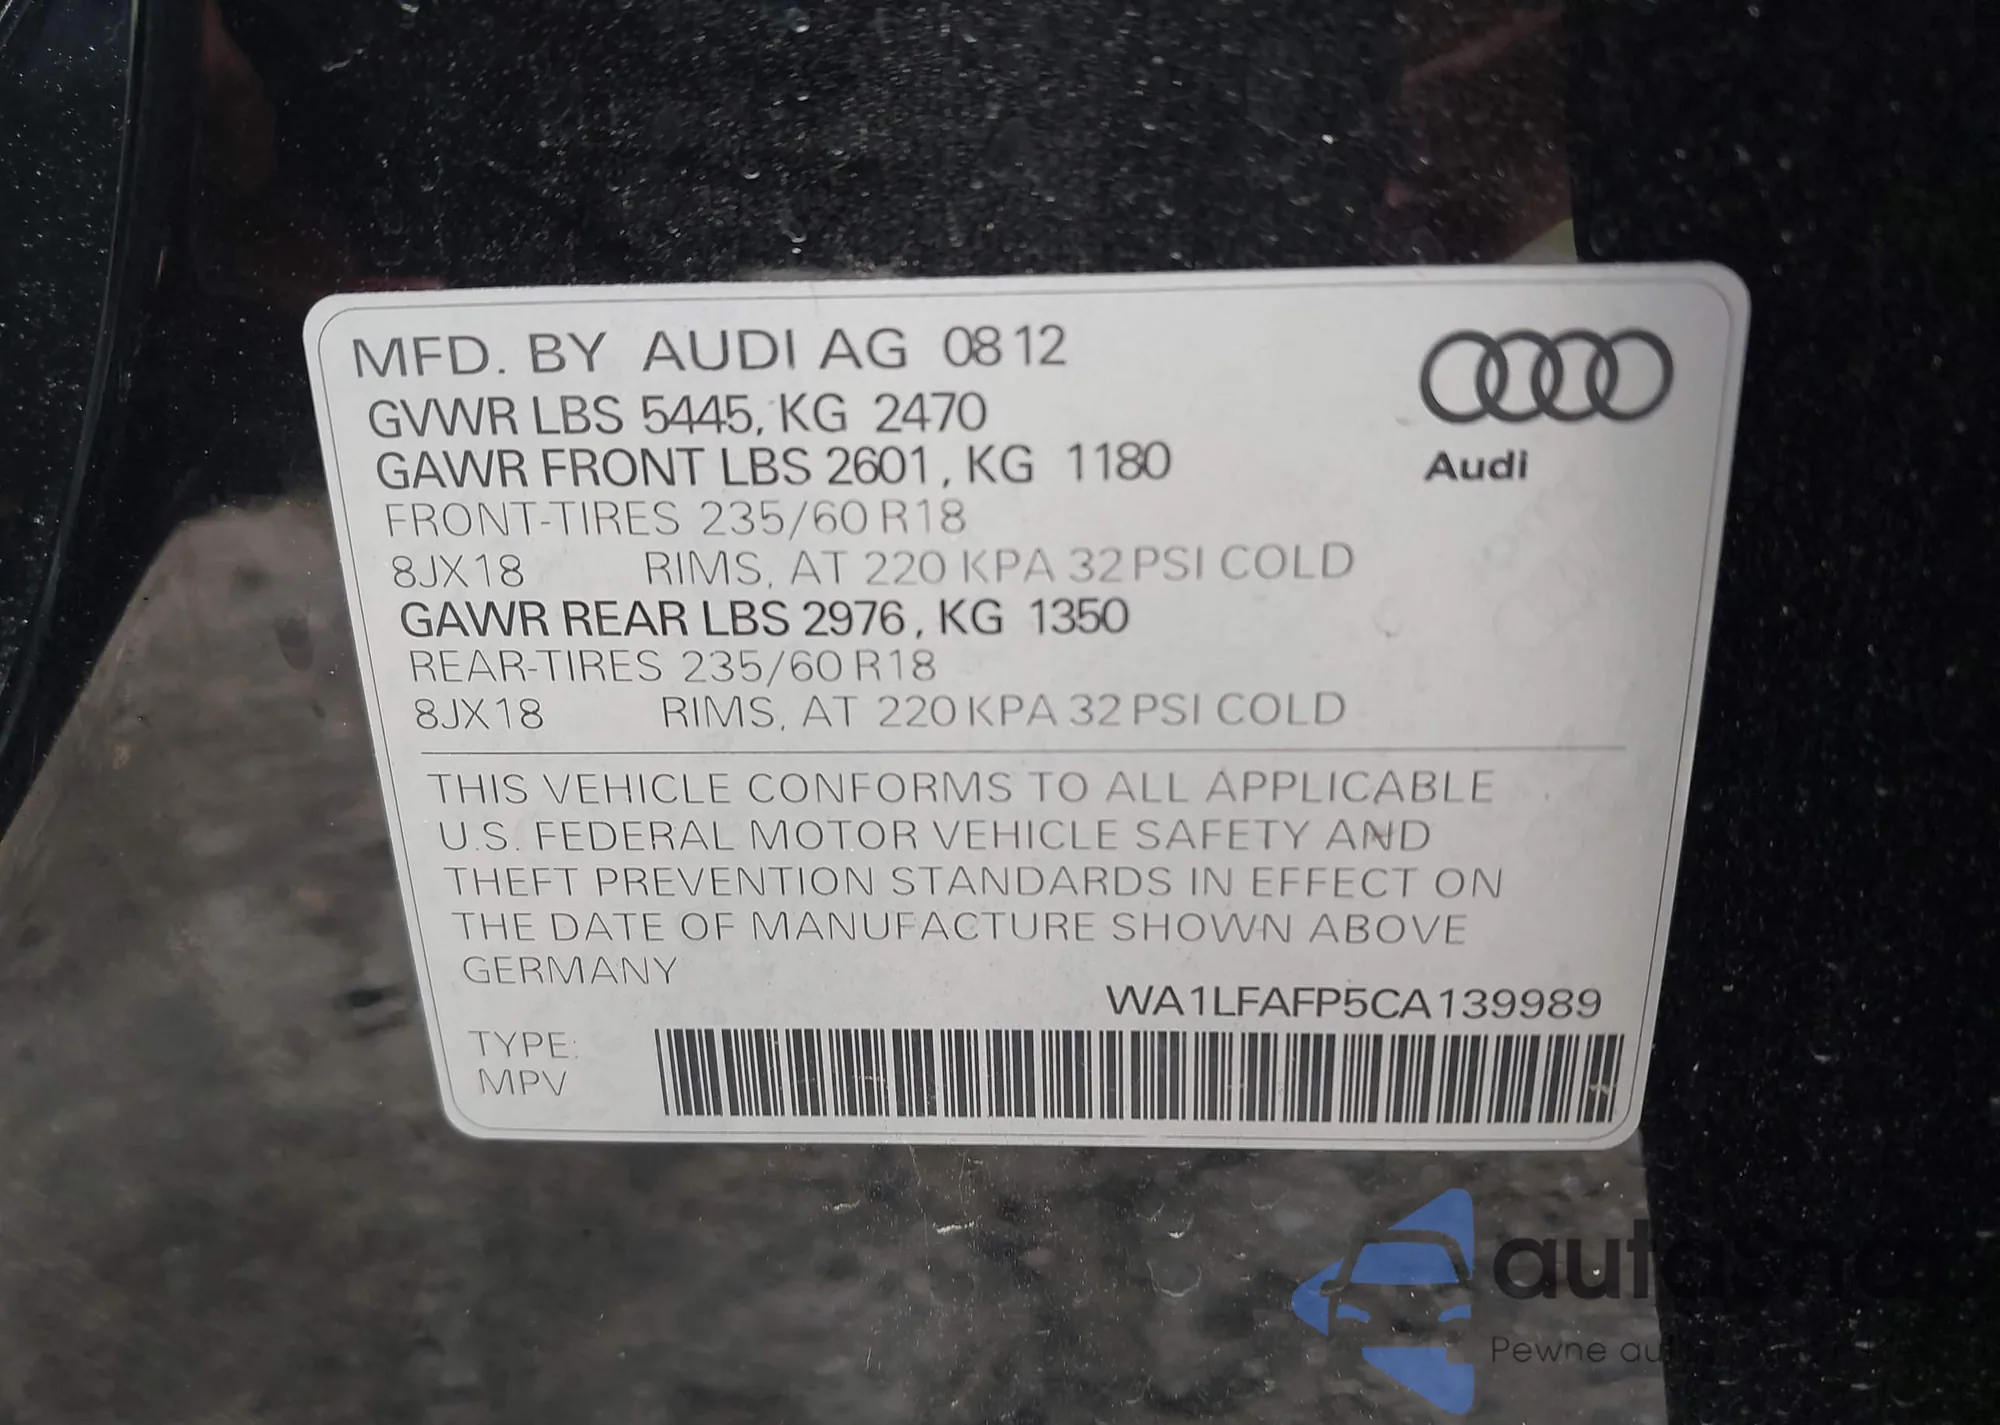 MFD. BY AUDI AG 08 12
GVWR LBS 5445, KG 2470
GAWR FRONT LBS 2601, KG 1180
FRONT-TIRES 235/60 R18
8JX18 RIMS, AT 220 KPA 32 PSI COLD
GAWR REAR LBS 2976, KG 1350
REAR-TIRES 235/60 R18
8JX18 RIMS, AT 220 KPA 32 PSI COLD
Audi
THIS VEHICLE CONFORMS TO ALL APPLICABLE
U.S. FEDERAL MOTOR VEHICLE SAFETY AND
THEFT PREVENTION STANDARDS IN EFFECT ON
THE DATE OF MANUFACTURE SHOWN ABOVE
GERMANY
WA1LFAFP5CA139989
TYPE:
MPV
Pewne